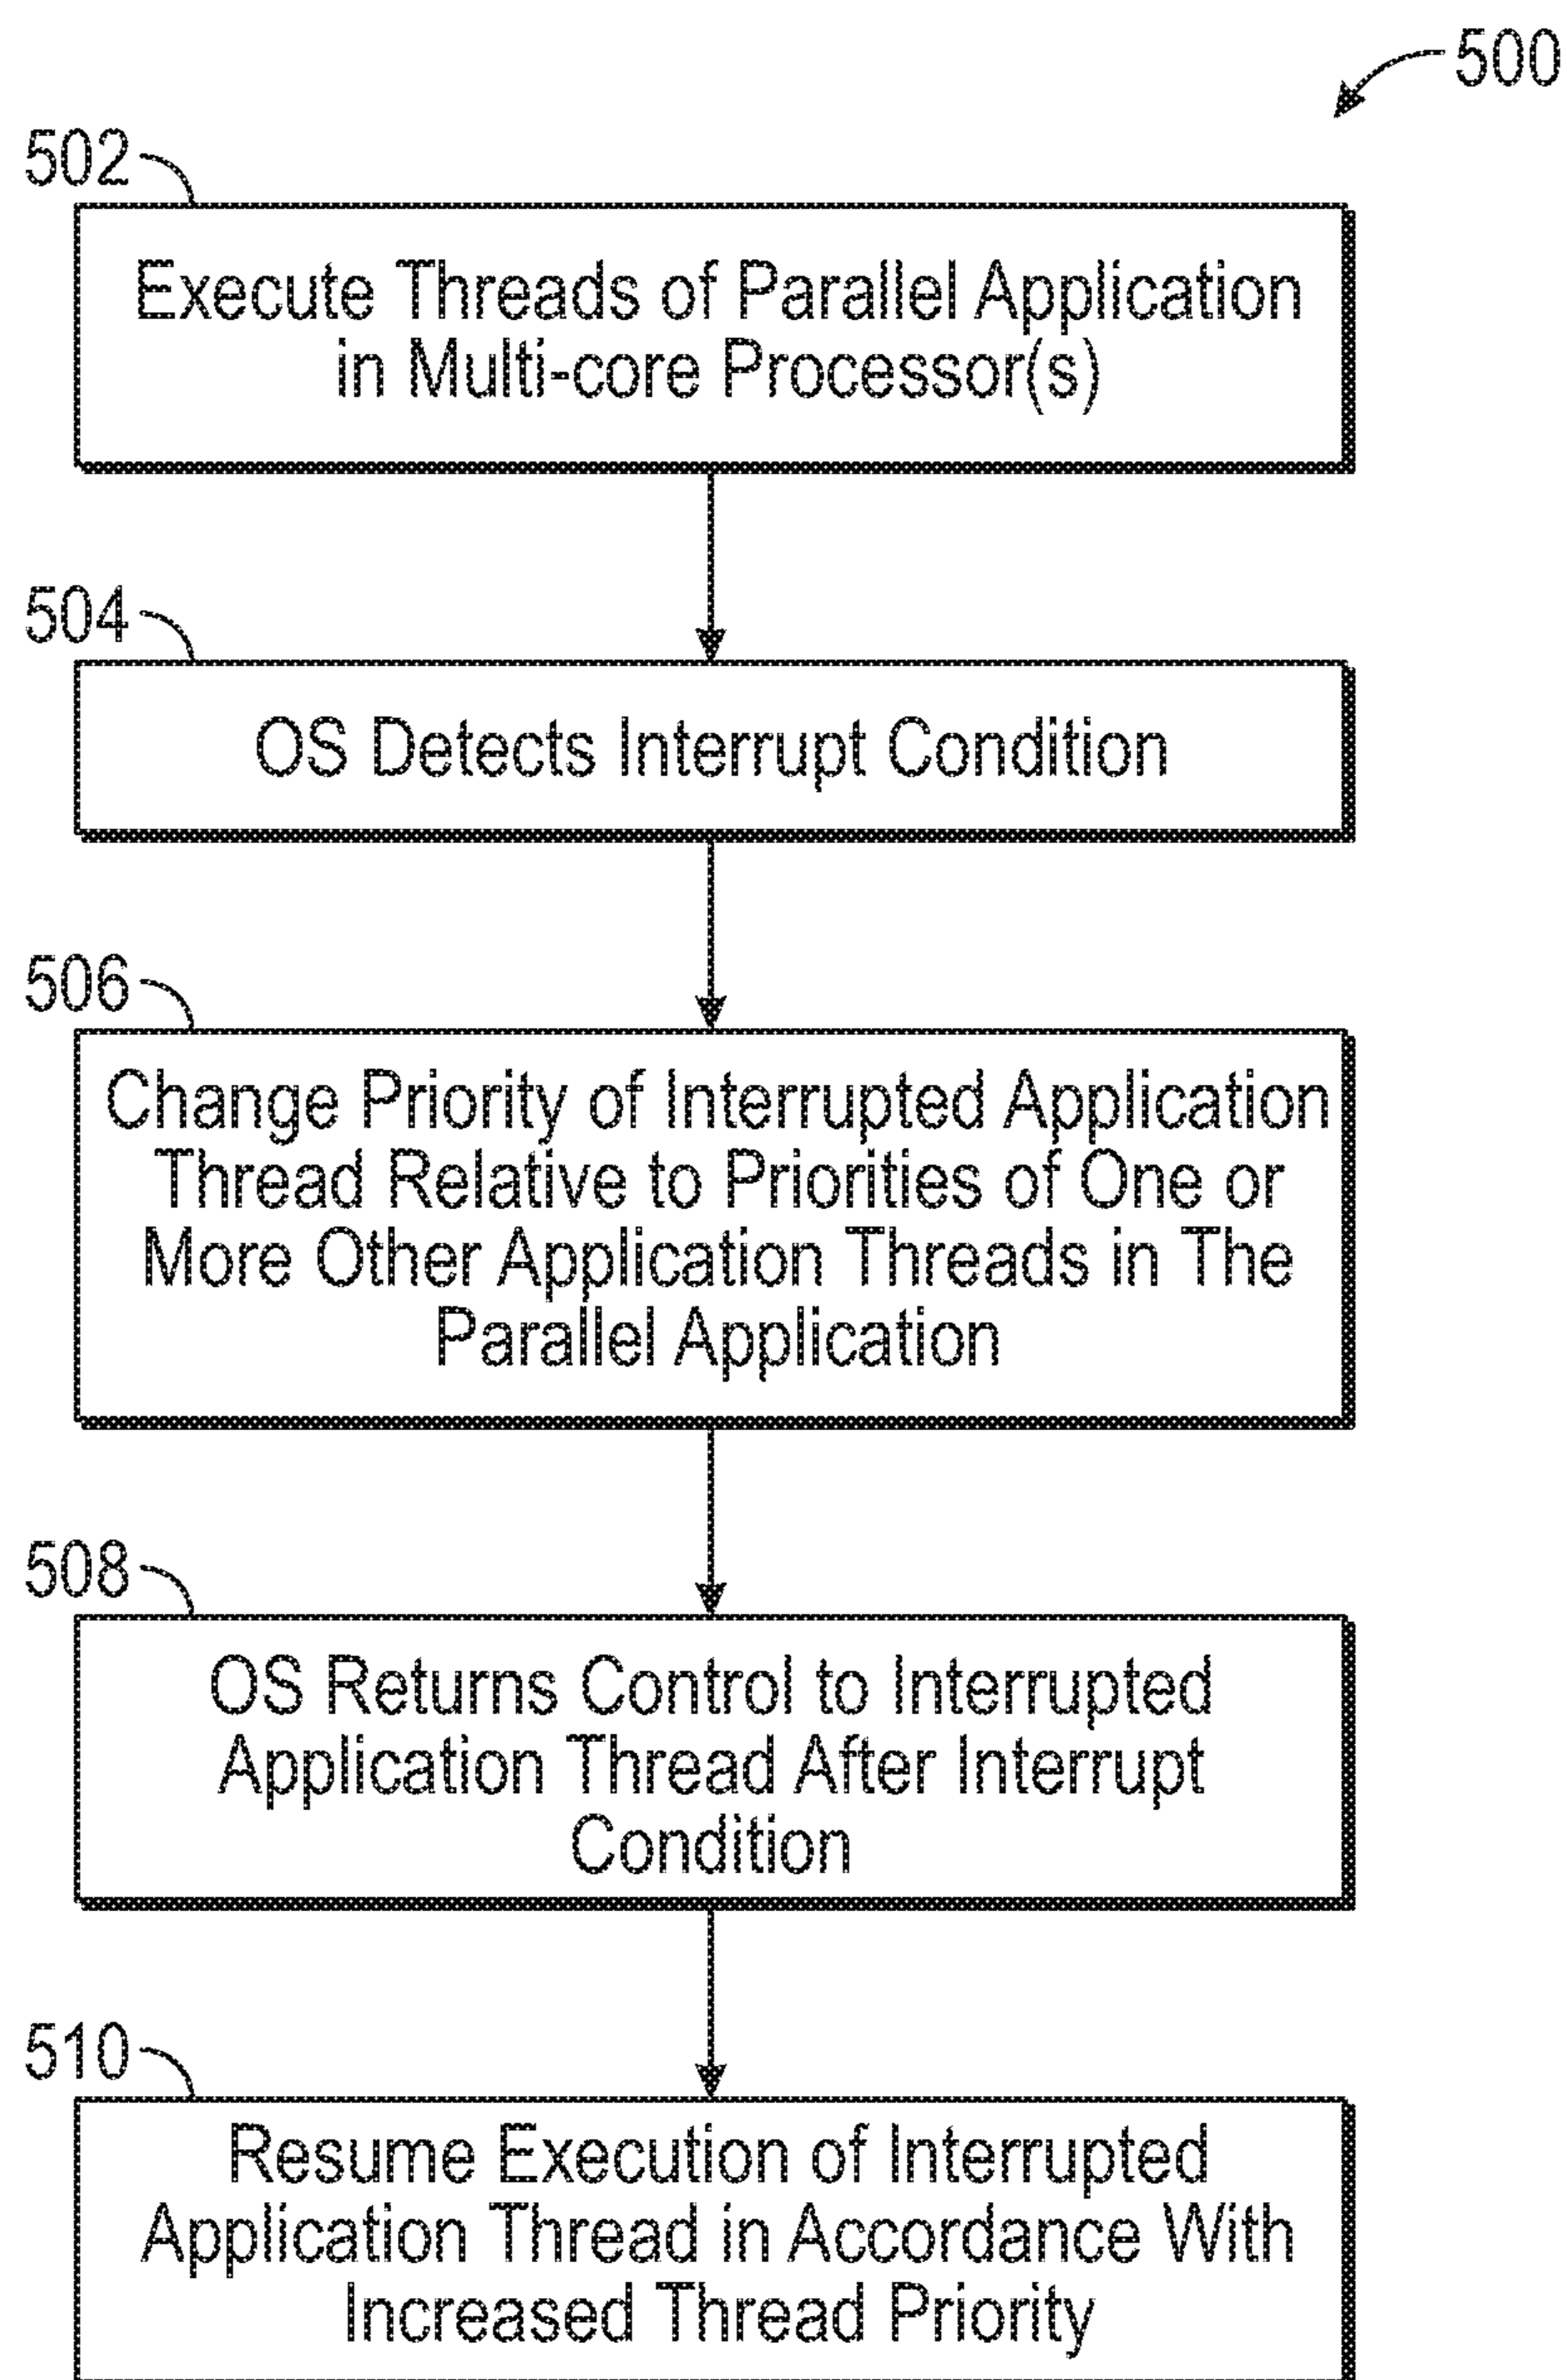 500
502
Execute Threads of Parallel Application
in Multi-core Processor(s)
504
OS Detects Interrupt Condition
506
Change Priority of Interrupted Application
Thread Relative to Priorities of One or
More Other Application Threads in The
Parallel Application
508
OS Returns Control to Interrupted
Application Thread After Interrupt
Condition
510
Resume Execution of Interrupted
Application Thread in Accordance With
Increased Thread Priority